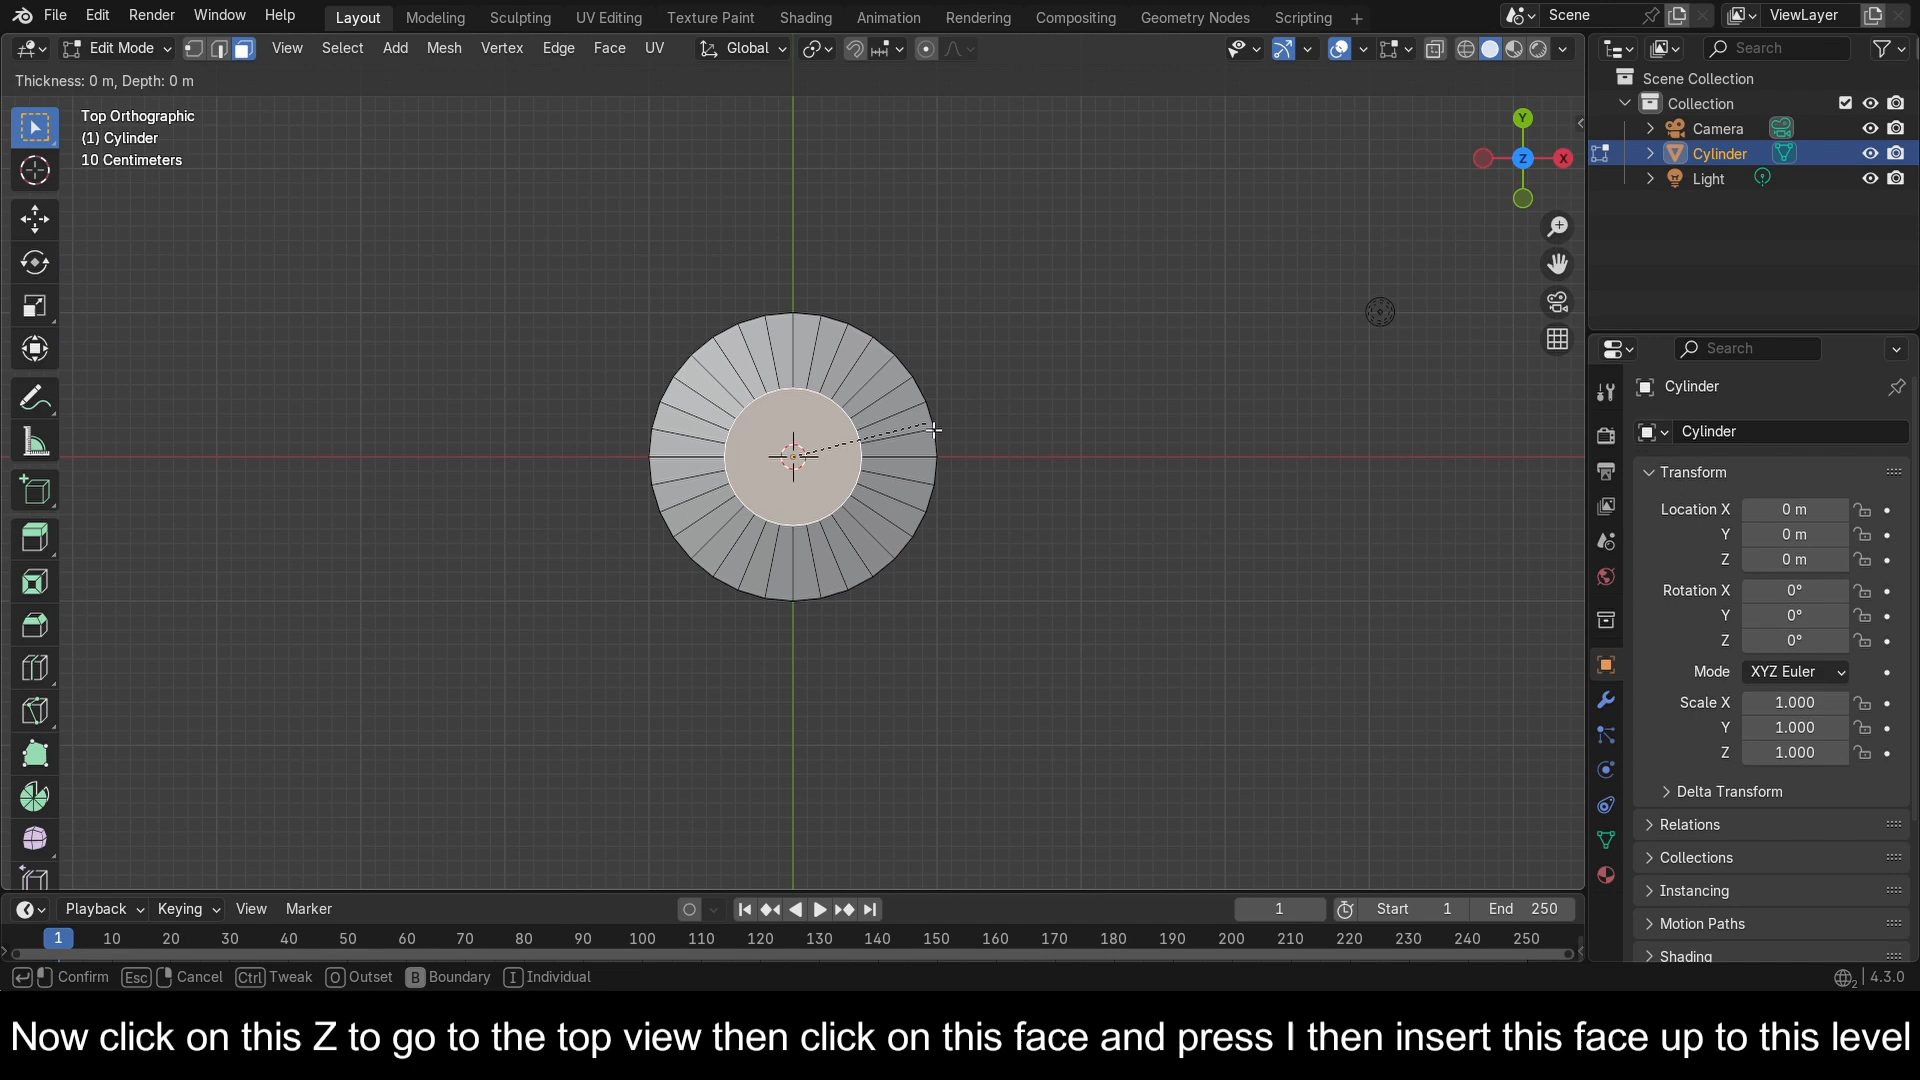 File Edit Render Window Help Layout Modeling Sculpting UV Editing Texture Paint Shading Animation Rendering Compositing Geometry Nodes Scripting + Scene ViewLayer
Edit Mode View Select Add Mesh Vertex Edge Face UV Global Search
Thickness: 0 m, Depth: 0 m
Top Orthographic
(1) Cylinder
10 Centimeters
Y
Z
X
Scene Collection
Collection
Camera
Cylinder
Light
Search
Cylinder
Cylinder
Transform
Location X 0 m
Y 0 m
Z 0 m
Rotation X 0°
Y 0°
Z 0°
Mode XYZ Euler
Scale X 1.000
Y 1.000
Z 1.000
Delta Transform
Relations
Collections
Instancing
Motion Paths
Shading
Playback Keying View Marker 1 Start 1 End 250
1 10 20 30 40 50 60 70 80 90 100 110 120 130 140 150 160 170 180 190 200 210 220 230 240 250
Confirm Esc Cancel Ctrl Tweak O Outset B Boundary I Individual 2 4.3.0
Now click on this Z to go to the top view then click on this face and press I then insert this face up to this level